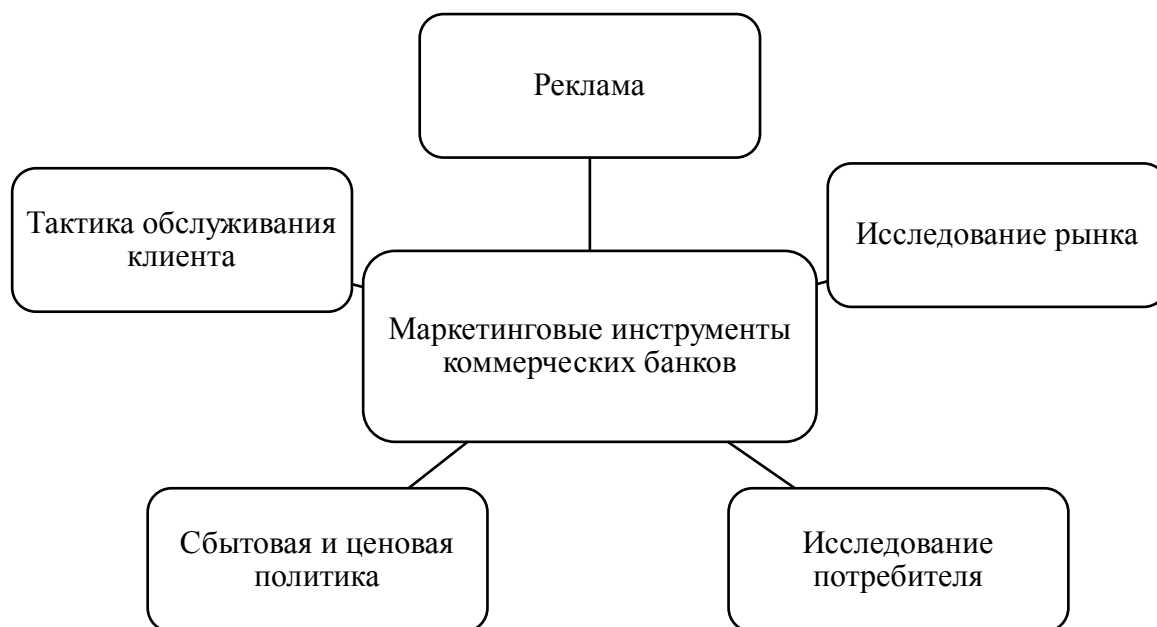 Реклама
Тактика обслуживания
клиента
Исследование рынка
Маркетинговые инструменты
коммерческих банков
Сбытовая и ценовая
политика
Исследование
потребителя